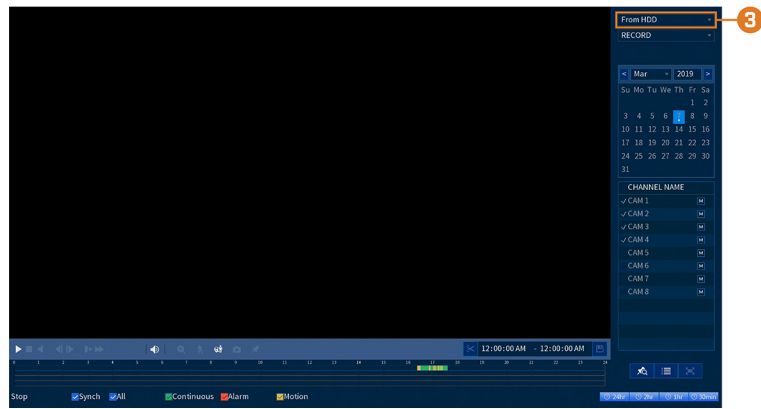 From HDD
3
RECORD
< Mar 2019 >
Su Mo Tu We Th Fr Sa
1 2
3 4 5 6 7 8 9
10 11 12 13 14 15 16
17 18 19 20 21 22 23
24 25 26 27 28 29 30
31
CHANNEL NAME
CAM 1 M
CAM 2 M
CAM 3 M
CAM 4 M
CAM 5 M
CAM 6 M
CAM 7 M
CAM 8 M
12:00:00 AM - 12:00:00 AM
0 1 2 3 4 5 6 7 8 9 10 11 12 13 14 15 16 17 18 19 20 21 22 23 24
Stop Synch All Continuous Alarm Motion 24hr 2hr 1hr 30min